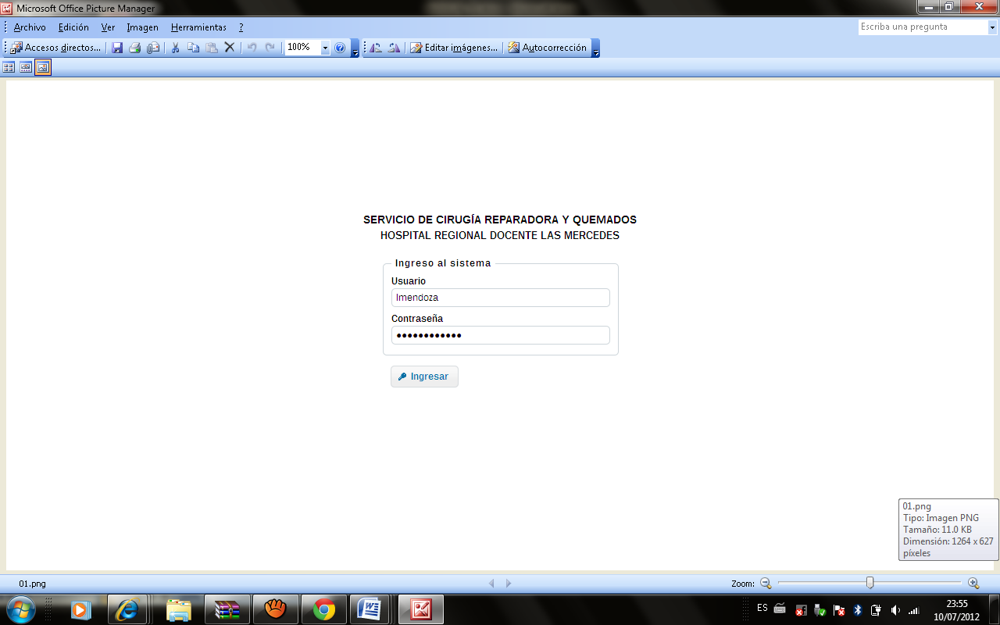 Microsoft Office Picture Manager
Archivo Edición Ver Imagen Herramientas ?
Escriba una pregunta
Accesos directos... 100% Editar imágenes... Autocorrección
SERVICIO DE CIRUGÍA REPARADORA Y QUEMADOS
HOSPITAL REGIONAL DOCENTE LAS MERCEDES
Ingreso al sistema
Usuario
lmendoza
Contraseña
●●●●●●●●●●●●
Ingresar
01.png
Tipo: Imagen PNG
Tamaño: 11.0 KB
Dimensión: 1264 x 627
píxeles
01.png
Zoom:
ES
23:55
10/07/2012